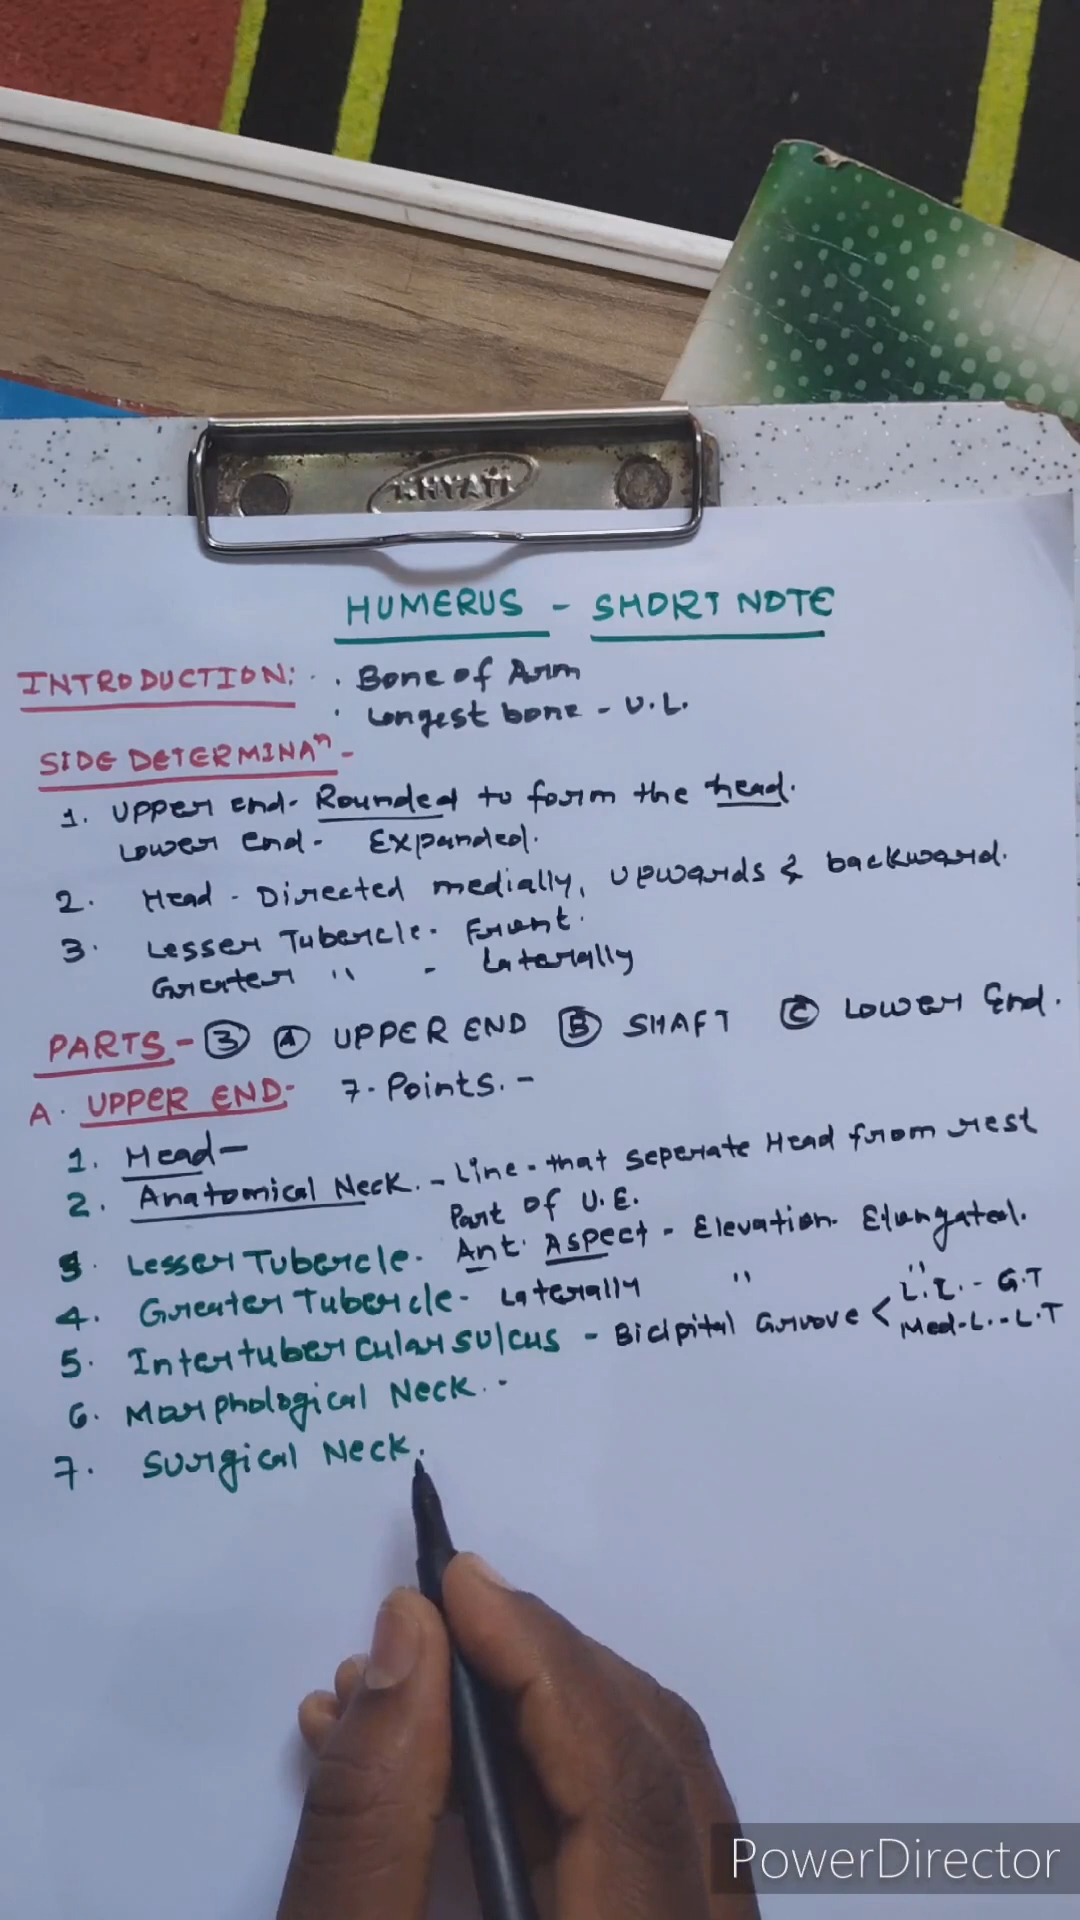 KHYATI
HUMERUS - SHORT NOTE
INTRODUCTION: . Bone of Arm
. Longest bone - U.L.
SIDE DETERMINAⁿ -
1. Upper end - Rounded to form the head.
Lower End - Expanded.
2. Head - Directed medially, upwards & backward.
3. Lesser Tubercle - Front.
Greater " - Laterally
PARTS - ③ Ⓐ UPPER END Ⓑ SHAFT Ⓒ Lower End.
A. UPPER END - 7. Points. -
1. Head -
2. Anatomical Neck. - Line - that seperate Head from rest
Part of U.E.
3. Lesser Tubercle - Ant. Aspect - Elevation Elongated.
4. Greater Tubercle - Laterally " "
5. Intertubercular sulcus - Bicipital Groove < L.L. - G.T
Med. L. - L.T
6. Morphological Neck. -
7. Surgical Neck.
PowerDirector